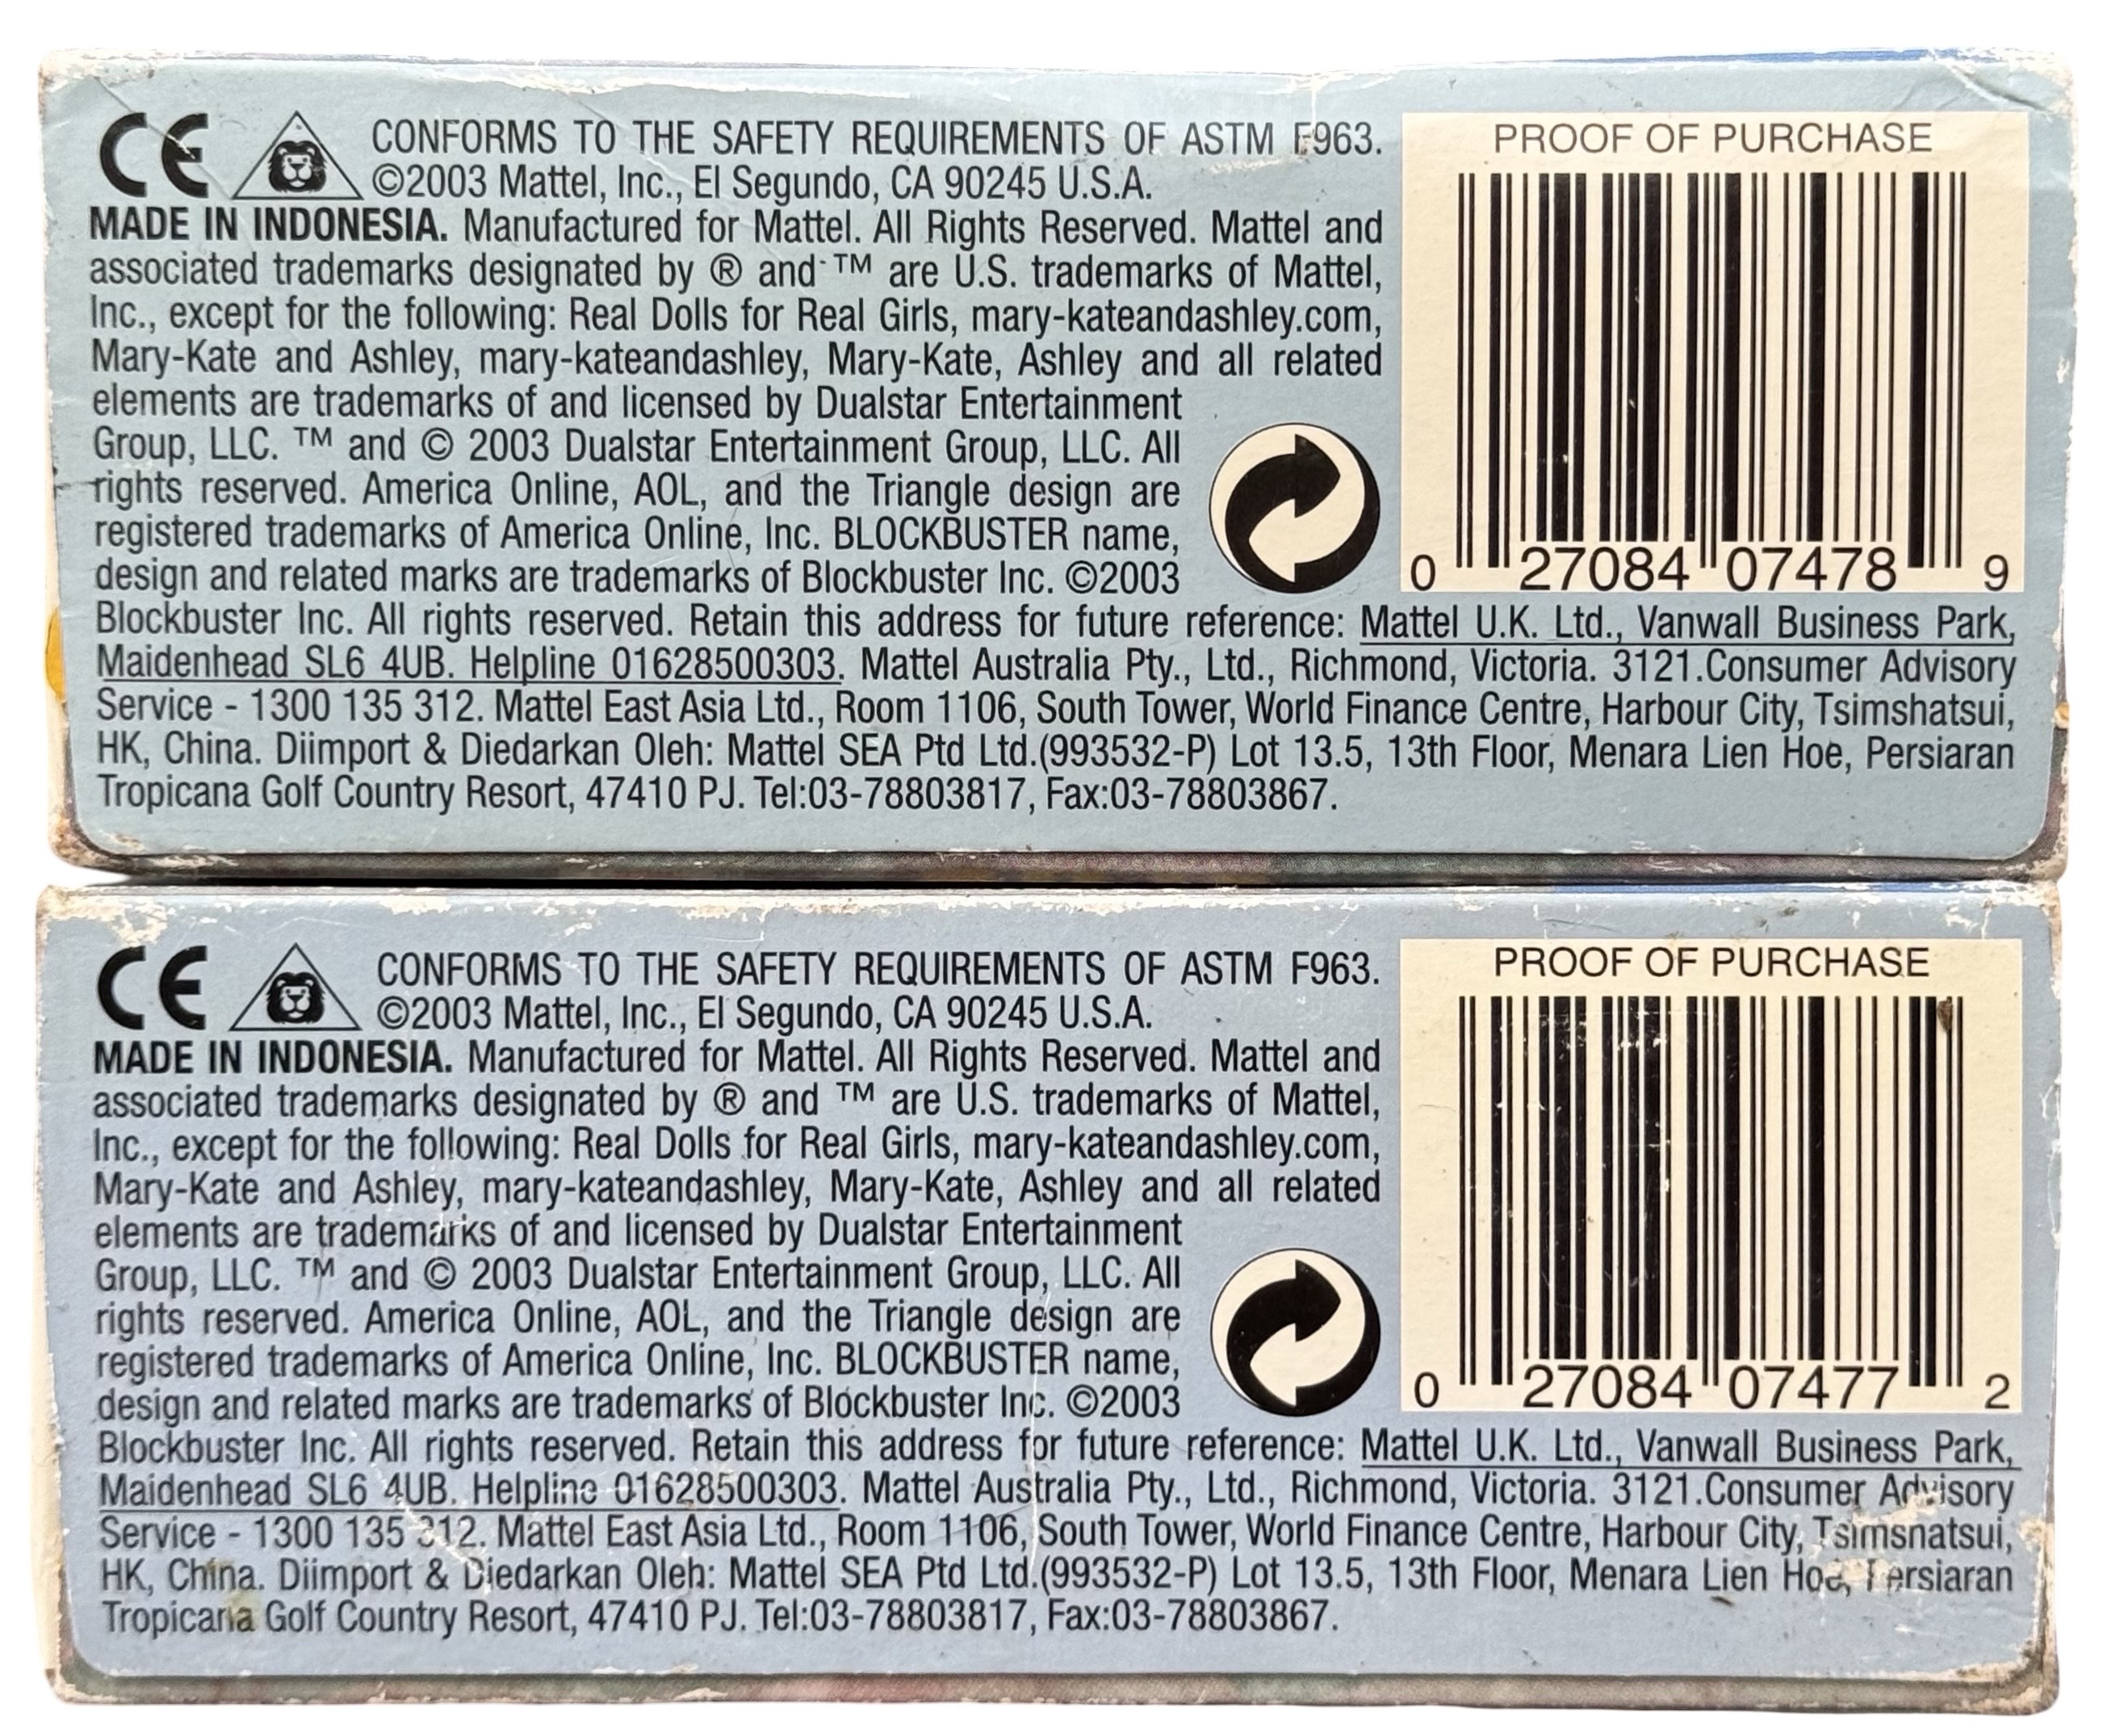 CE
CONFORMS TO THE SAFETY REQUIREMENTS OF ASTM F963.
©2003 Mattel, Inc., El Segundo, CA 90245 U.S.A.
MADE IN INDONESIA. Manufactured for Mattel. All Rights Reserved. Mattel and
associated trademarks designated by ® and ™ are U.S. trademarks of Mattel,
Inc., except for the following: Real Dolls for Real Girls, mary-kateandashley.com,
Mary-Kate and Ashley, mary-kateandashley, Mary-Kate, Ashley and all related
elements are trademarks of and licensed by Dualstar Entertainment
Group, LLC. ™ and © 2003 Dualstar Entertainment Group, LLC. All
rights reserved. America Online, AOL, and the Triangle design are
registered trademarks of America Online, Inc. BLOCKBUSTER name,
design and related marks are trademarks of Blockbuster Inc. ©2003
Blockbuster Inc. All rights reserved. Retain this address for future reference: Mattel U.K. Ltd., Vanwall Business Park,
Maidenhead SL6 4UB. Helpline 01628500303. Mattel Australia Pty., Ltd., Richmond, Victoria. 3121.Consumer Advisory
Service - 1300 135 312. Mattel East Asia Ltd., Room 1106, South Tower, World Finance Centre, Harbour City, Tsimshatsui,
HK, China. Diimport & Diedarkan Oleh: Mattel SEA Ptd Ltd.(993532-P) Lot 13.5, 13th Floor, Menara Lien Hoe, Persiaran
Tropicana Golf Country Resort, 47410 PJ. Tel:03-78803817, Fax:03-78803867.
PROOF OF PURCHASE
0 27084 07478 9
CE
CONFORMS TO THE SAFETY REQUIREMENTS OF ASTM F963.
©2003 Mattel, Inc., El Segundo, CA 90245 U.S.A.
MADE IN INDONESIA. Manufactured for Mattel. All Rights Reserved. Mattel and
associated trademarks designated by ® and ™ are U.S. trademarks of Mattel,
Inc., except for the following: Real Dolls for Real Girls, mary-kateandashley.com,
Mary-Kate and Ashley, mary-kateandashley, Mary-Kate, Ashley and all related
elements are trademarks of and licensed by Dualstar Entertainment
Group, LLC. ™ and © 2003 Dualstar Entertainment Group, LLC. All
rights reserved. America Online, AOL, and the Triangle design are
registered trademarks of America Online, Inc. BLOCKBUSTER name,
design and related marks are trademarks of Blockbuster Inc. ©2003
Blockbuster Inc. All rights reserved. Retain this address for future reference: Mattel U.K. Ltd., Vanwall Business Park,
Maidenhead SL6 4UB. Helpline 01628500303. Mattel Australia Pty., Ltd., Richmond, Victoria. 3121.Consumer Advisory
Service - 1300 135 312. Mattel East Asia Ltd., Room 1106, South Tower, World Finance Centre, Harbour City, Tsimshatsui,
HK, China. Diimport & Diedarkan Oleh: Mattel SEA Ptd Ltd.(993532-P) Lot 13.5, 13th Floor, Menara Lien Hoe, Persiaran
Tropicana Golf Country Resort, 47410 PJ. Tel:03-78803817, Fax:03-78803867.
PROOF OF PURCHASE
0 27084 07477 2